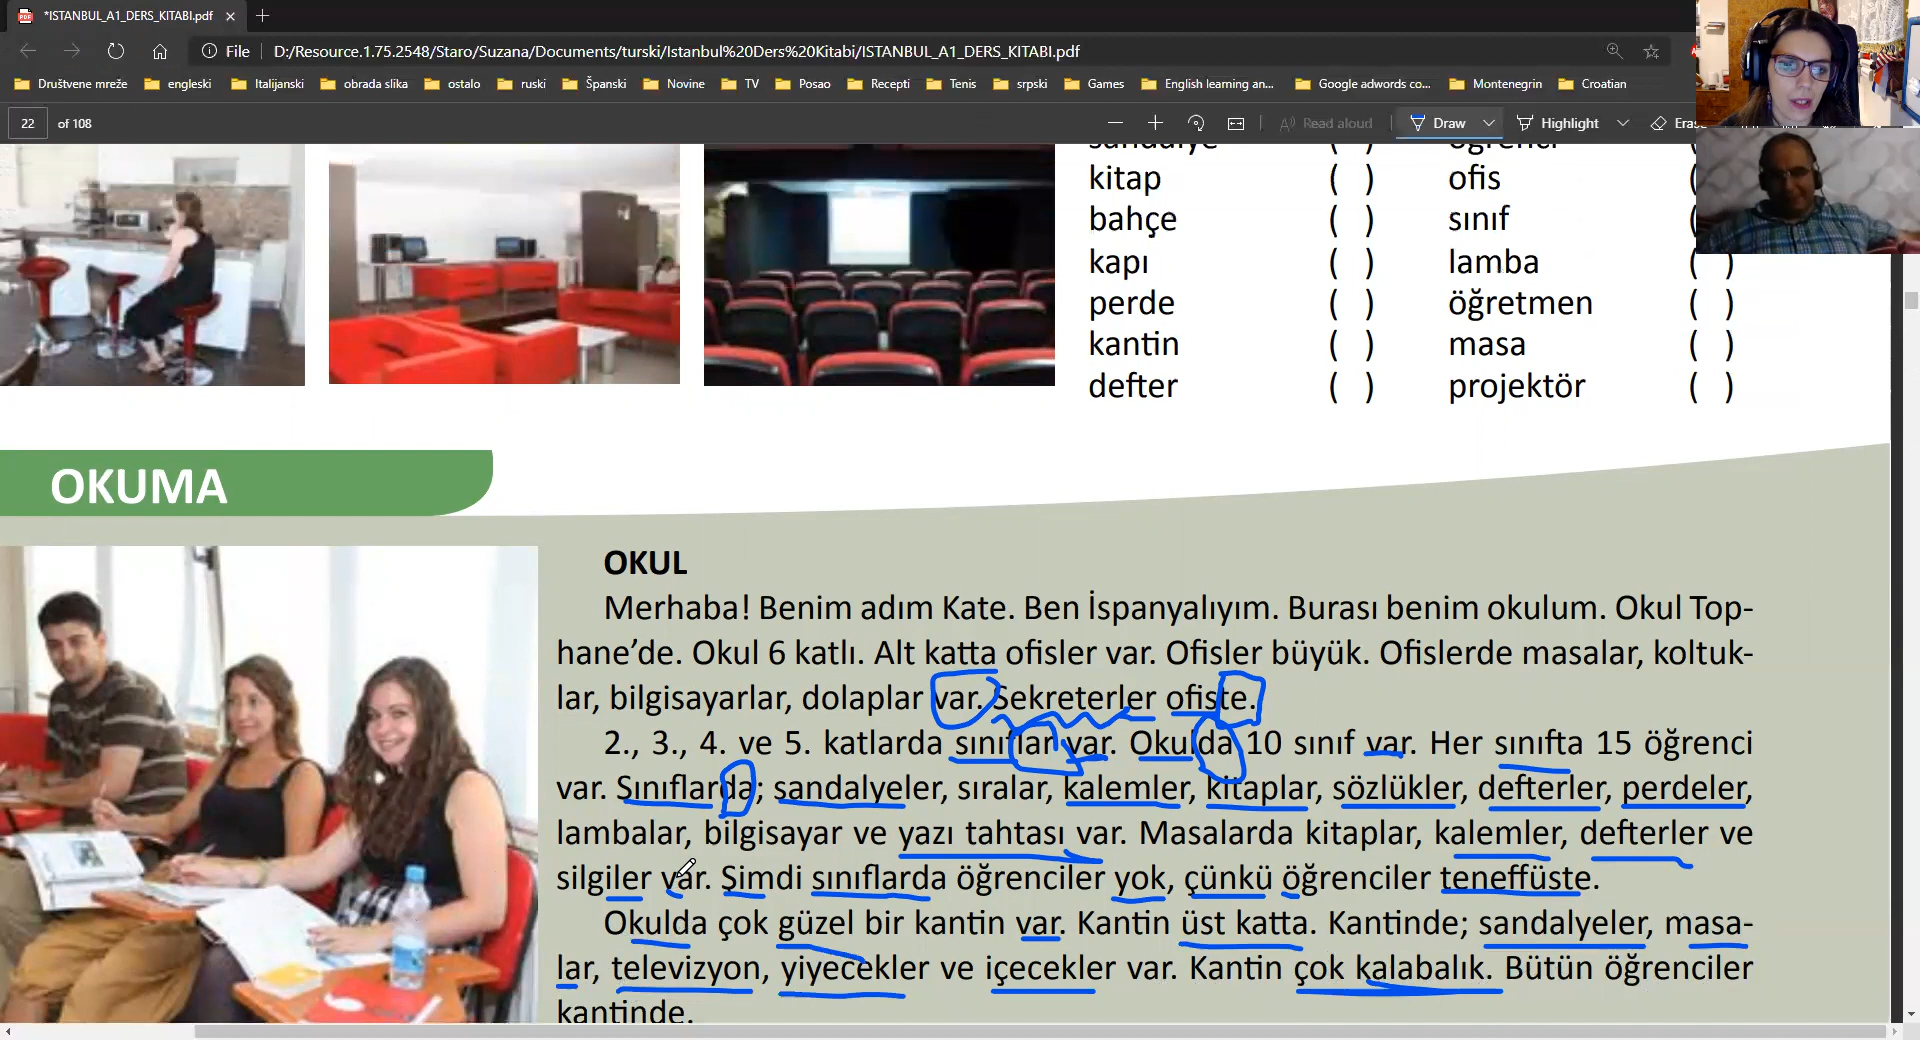 *ISTANBUL_A1_DERS_KITABI.pdf
File D:/Resource.1.75.2548/Staro/Suzana/Documents/turski/Istanbul%20Ders%20Kitabi/ISTANBUL_A1_DERS_KITABI.pdf
Društvene mreže engleski Italijanski obrada slika ostalo ruski Španski Novine TV Posao Recepti Tenis srpski Games English learning an... Google adwords co... Montenegrin Croatian
22 of 108 Read aloud Draw Highlight
sandalye ( ) öğrenci (
kitap ( ) ofis (
bahçe ( ) sınıf (
kapı ( ) lamba ( )
perde ( ) öğretmen ( )
kantin ( ) masa ( )
defter ( ) projektör ( )
OKUMA
OKUL
Merhaba! Benim adım Kate. Ben İspanyalıyım. Burası benim okulum. Okul Top-
hane’de. Okul 6 katlı. Alt katta ofisler var. Ofisler büyük. Ofislerde masalar, koltuk-
lar, bilgisayarlar, dolaplar var. Sekreterler ofiste.
2., 3., 4. ve 5. katlarda sınıflar var. Okulda 10 sınıf var. Her sınıfta 15 öğrenci
var. Sınıflarda; sandalyeler, sıralar, kalemler, kitaplar, sözlükler, defterler, perdeler,
lambalar, bilgisayar ve yazı tahtası var. Masalarda kitaplar, kalemler, defterler ve
silgiler var. Şimdi sınıflarda öğrenciler yok, çünkü öğrenciler teneffüste.
Okulda çok güzel bir kantin var. Kantin üst katta. Kantinde; sandalyeler, masa-
lar, televizyon, yiyecekler ve içecekler var. Kantin çok kalabalık. Bütün öğrenciler
kantinde.